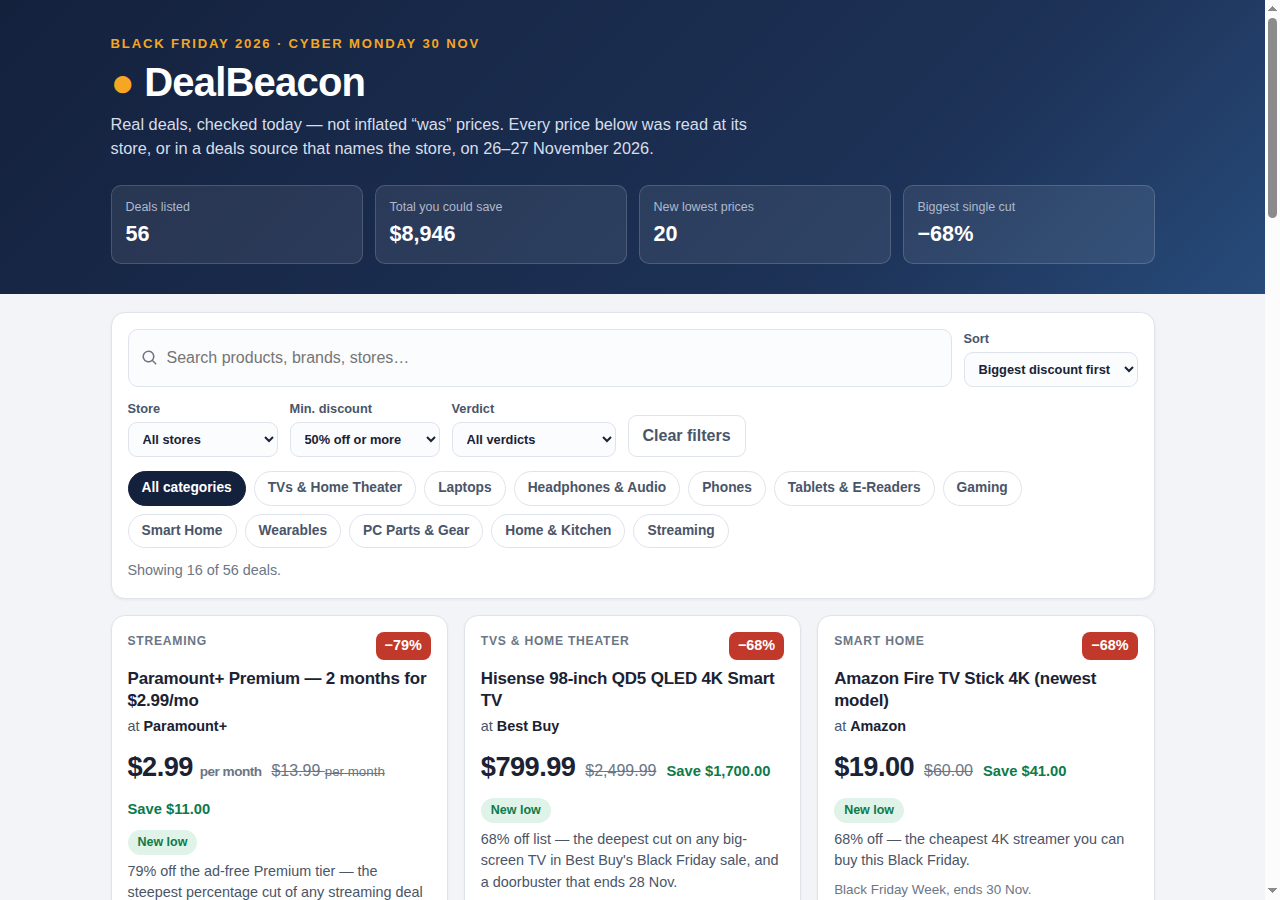 BLACK FRIDAY 2026 · CYBER MONDAY 30 NOV
DealBeacon
Real deals, checked today — not inflated “was” prices. Every price below was read at its
store, or in a deals source that names the store, on 26–27 November 2026.
Deals listed
56
Total you could save
$8,946
New lowest prices
20
Biggest single cut
−68%
Search products, brands, stores…
Sort
Biggest discount first
Store
All stores
Min. discount
50% off or more
Verdict
All verdicts
Clear filters
All categories
TVs & Home Theater
Laptops
Headphones & Audio
Phones
Tablets & E-Readers
Gaming
Smart Home
Wearables
PC Parts & Gear
Home & Kitchen
Streaming
Showing 16 of 56 deals.
STREAMING
−79%
Paramount+ Premium — 2 months for
$2.99/mo
at Paramount+
$2.99 per month $13.99 per month
Save $11.00
New low
79% off the ad-free Premium tier — the
steepest percentage cut of any streaming deal
TVS & HOME THEATER
−68%
Hisense 98-inch QD5 QLED 4K Smart
TV
at Best Buy
$799.99 $2,499.99 Save $1,700.00
New low
68% off list — the deepest cut on any big-
screen TV in Best Buy's Black Friday sale, and
a doorbuster that ends 28 Nov.
SMART HOME
−68%
Amazon Fire TV Stick 4K (newest
model)
at Amazon
$19.00 $60.00 Save $41.00
New low
68% off — the cheapest 4K streamer you can
buy this Black Friday.
Black Friday Week, ends 30 Nov.